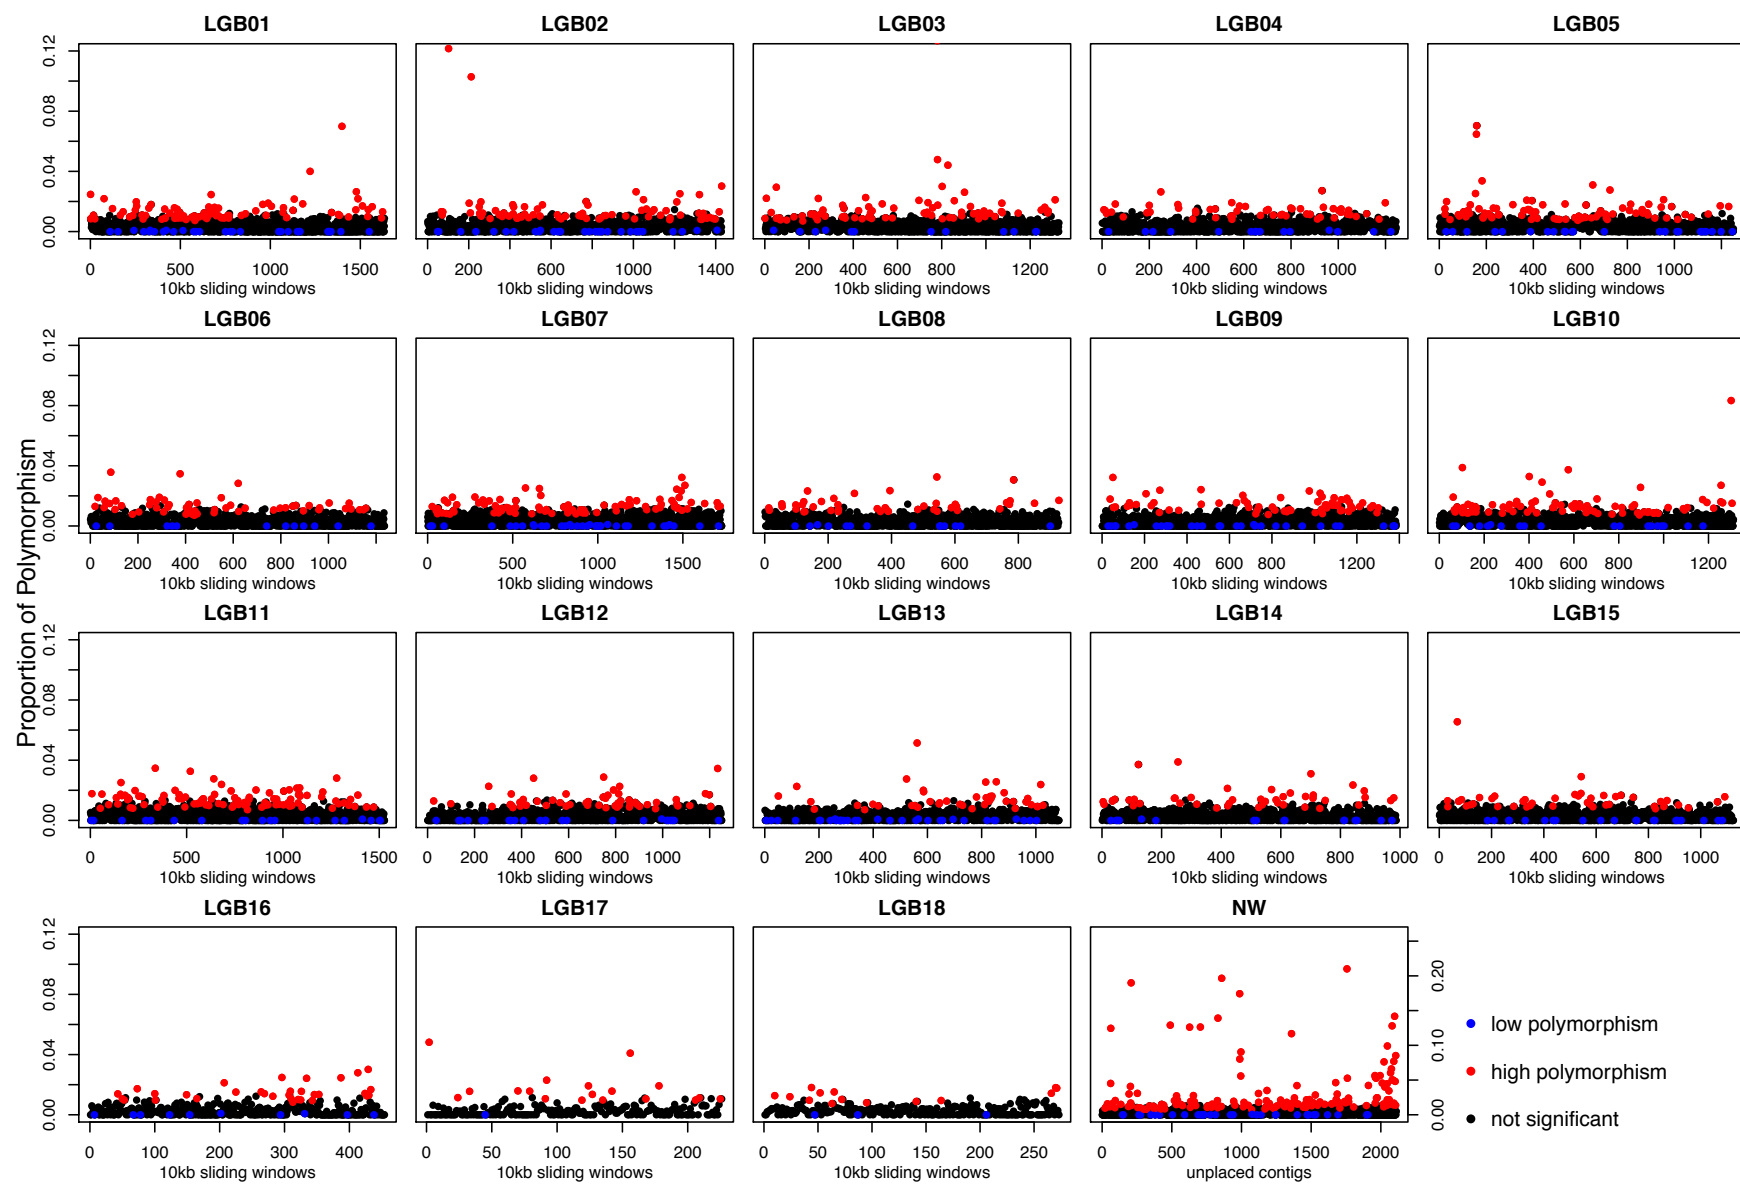 LGB01 LGB02 LGB03 LGB04 LGB05
0.00 0.04 0.08 0.12
0 500 1000 1500 0 200 600 1000 1400 0 200 400 600 800 1200 0 200 400 600 800 1000 0 200 400 600 800 1000
10kb sliding windows 10kb sliding windows 10kb sliding windows 10kb sliding windows 10kb sliding windows
LGB06 LGB07 LGB08 LGB09 LGB10
0.00 0.04 0.08 0.12
0 200 400 600 800 1000 0 500 1000 1500 0 200 400 600 800 0 200 400 600 800 1200 0 200 400 600 800 1200
10kb sliding windows 10kb sliding windows 10kb sliding windows 10kb sliding windows 10kb sliding windows
Proportion of Polymorphism
LGB11 LGB12 LGB13 LGB14 LGB15
0.00 0.04 0.08 0.12
0 500 1000 1500 0 200 400 600 800 1000 0 200 400 600 800 1000 0 200 400 600 800 1000 0 200 400 600 800 1000
10kb sliding windows 10kb sliding windows 10kb sliding windows 10kb sliding windows 10kb sliding windows
LGB16 LGB17 LGB18 NW
0.00 0.04 0.08 0.12
0.00 0.10 0.20
0 100 200 300 400 0 50 100 150 200 0 50 100 150 200 250 0 500 1000 1500 2000
10kb sliding windows 10kb sliding windows 10kb sliding windows unplaced contigs
low polymorphism
high polymorphism
not significant